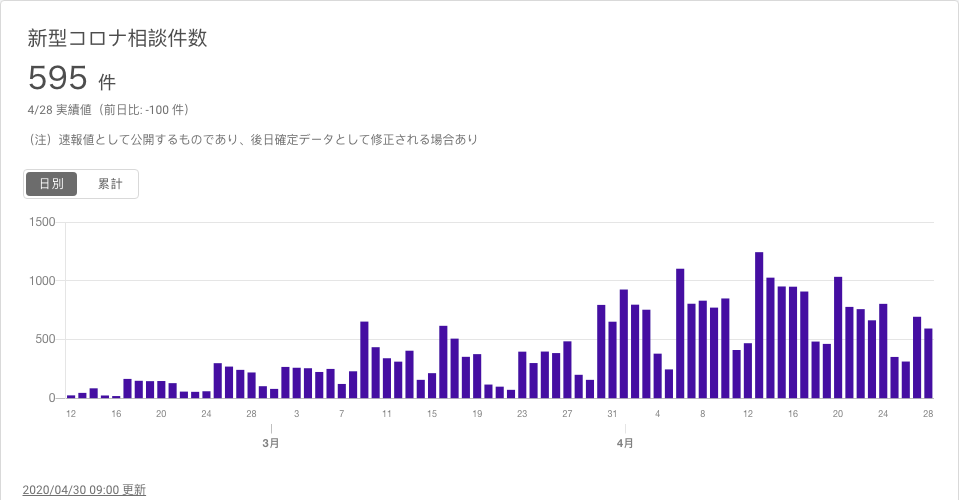 新型コロナ相談件数
595 件
4/28 実績値（前日比: -100 件）
（注）速報値として公開するものであり、後日確定データとして修正される場合あり
日別 累計
1500
1000
500
0
12 16 20 24 28 3 7 11 15 19 23 27 31 4 8 12 16 20 24 28
3月 4月
2020/04/30 09:00 更新